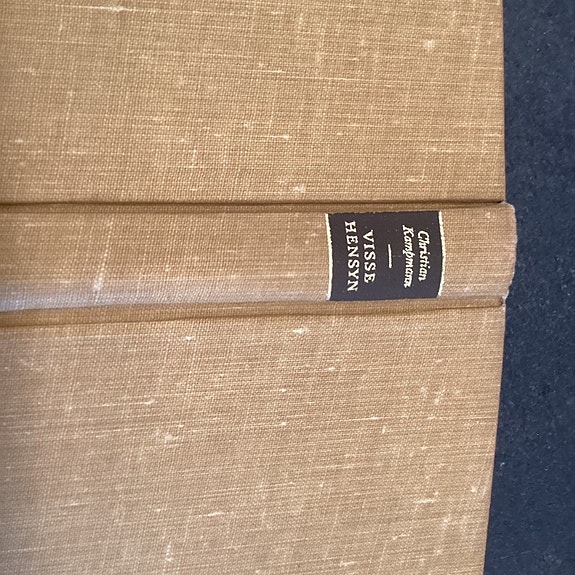 Christian
Kampmann
VISSE
HENSYN